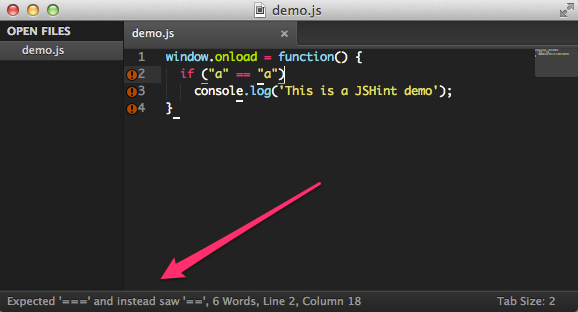 demo.js
OPEN FILES
demo.js
demo.js ×
1 window.onload = function() {
2 if ("a" == "a")
3 console.log('This is a JSHint demo');
4 }
Expected '===' and instead saw '==', 6 Words, Line 2, Column 18
Tab Size: 2